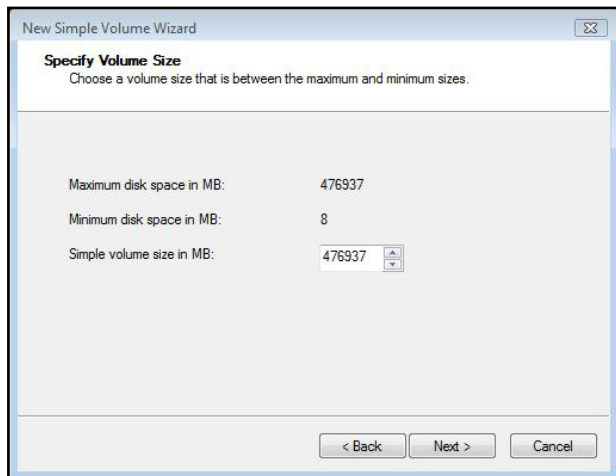 New Simple Volume Wizard
Specify Volume Size
Choose a volume size that is between the maximum and minimum sizes.
Maximum disk space in MB: 476937
Minimum disk space in MB: 8
Simple volume size in MB: 476937
< Back Next > Cancel